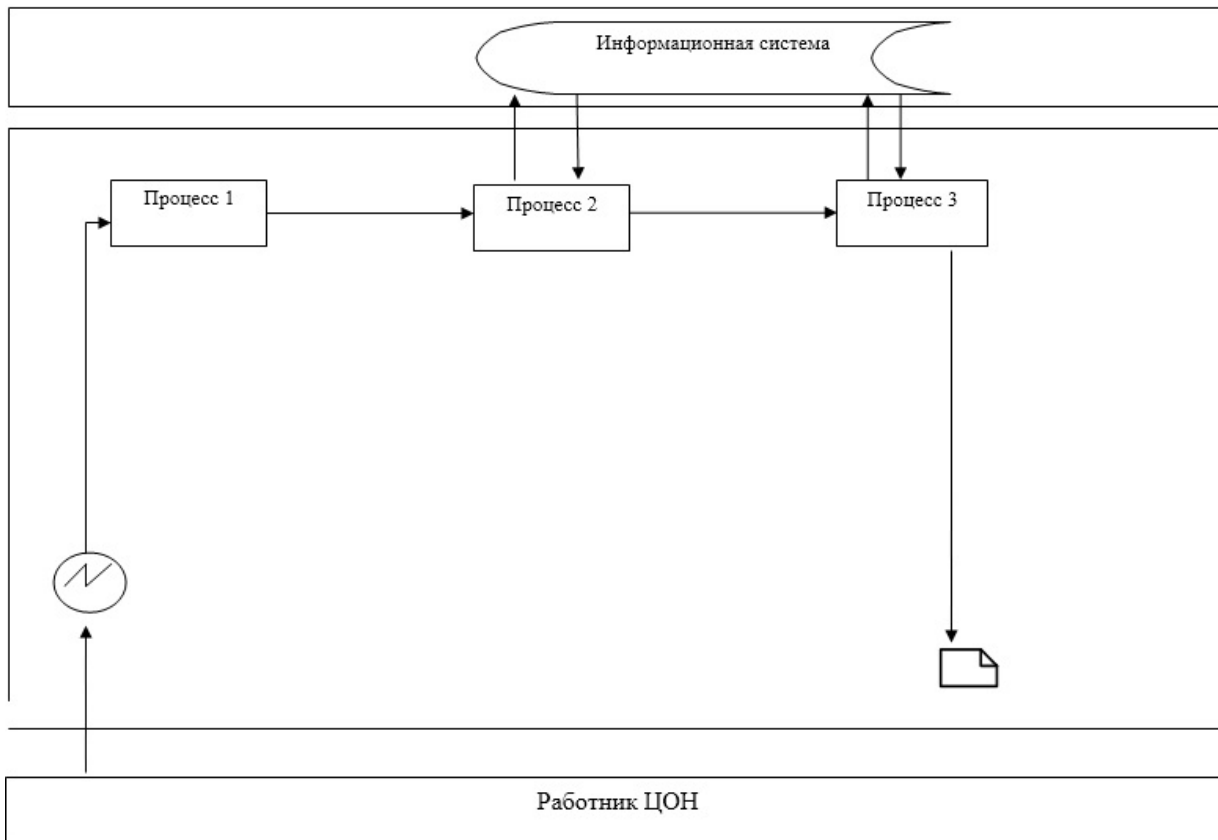 Информационная система
Процесс 1
Процесс 2
Процесс 3
Работник ЦОН